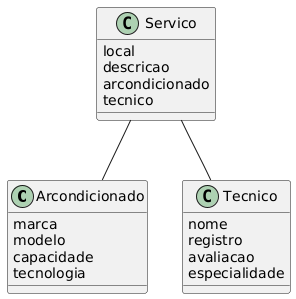 C Servico
local
descricao
arcondicionado
tecnico
C Arcondicionado
marca
modelo
capacidade
tecnologia
C Tecnico
nome
registro
avaliacao
especialidade